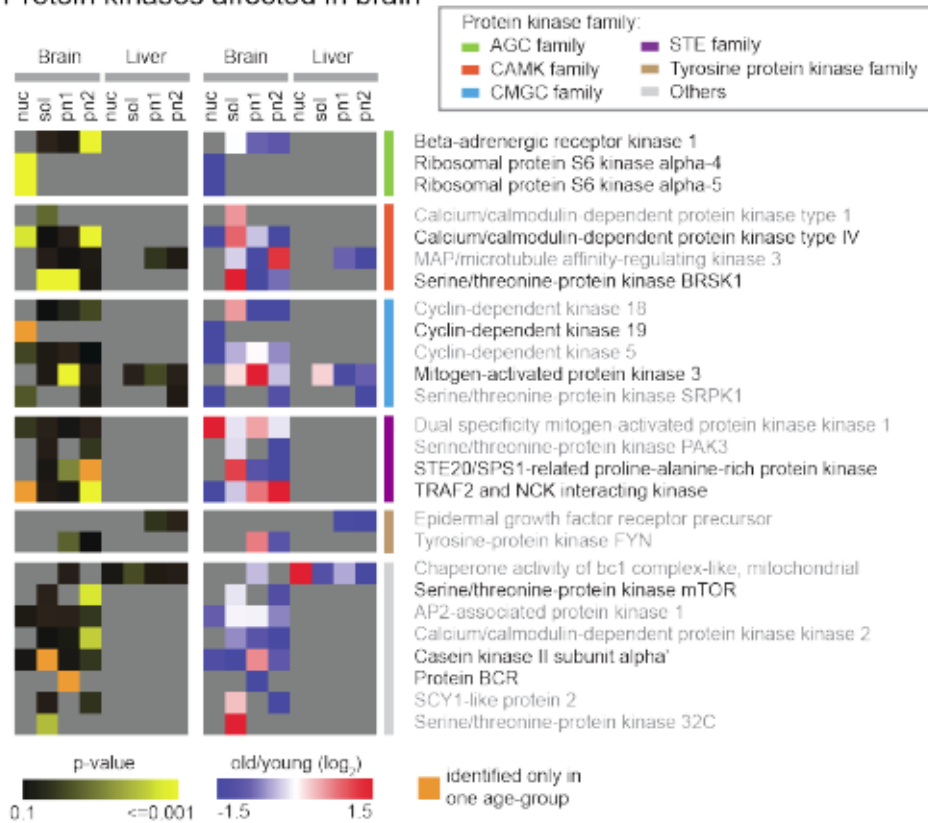 Protein kinases affected in brain
Protein kinase family:
AGC family
STE family
CAMK family
Tyrosine protein kinase family
CMGC family
Others
Brain Liver Brain Liver
nuc sol pn1 pn2 nuc sol pn1 pn2 nuc sol pn1 pn2 nuc sol pn1 pn2
Beta-adrenergic receptor kinase 1
Ribosomal protein S6 kinase alpha-4
Ribosomal protein S6 kinase alpha-5
Calcium/calmodulin-dependent protein kinase type 1
Calcium/calmodulin-dependent protein kinase type IV
MAP/microtubule affinity-regulating kinase 3
Serine/threonine-protein kinase BRSK1
Cyclin-dependent kinase 18
Cyclin-dependent kinase 19
Cyclin-dependent kinase 5
Mitogen-activated protein kinase 3
Serine/threonine-protein kinase SRPK1
Dual specificity mitogen-activated protein kinase kinase 1
Serine/threonine-protein kinase PAK3
STE20/SPS1-related proline-alanine-rich protein kinase
TRAF2 and NCK interacting kinase
Epidermal growth factor receptor precursor
Tyrosine-protein kinase FYN
Chaperone activity of bc1 complex-like, mitochondrial
Serine/threonine-protein kinase mTOR
AP2-associated protein kinase 1
Calcium/calmodulin-dependent protein kinase kinase 2
Casein kinase II subunit alpha'
Protein BCR
SCY1-like protein 2
Serine/threonine-protein kinase 32C
p-value
0.1 <=0.001
old/young (log₂)
-1.5 1.5
identified only in
one age-group